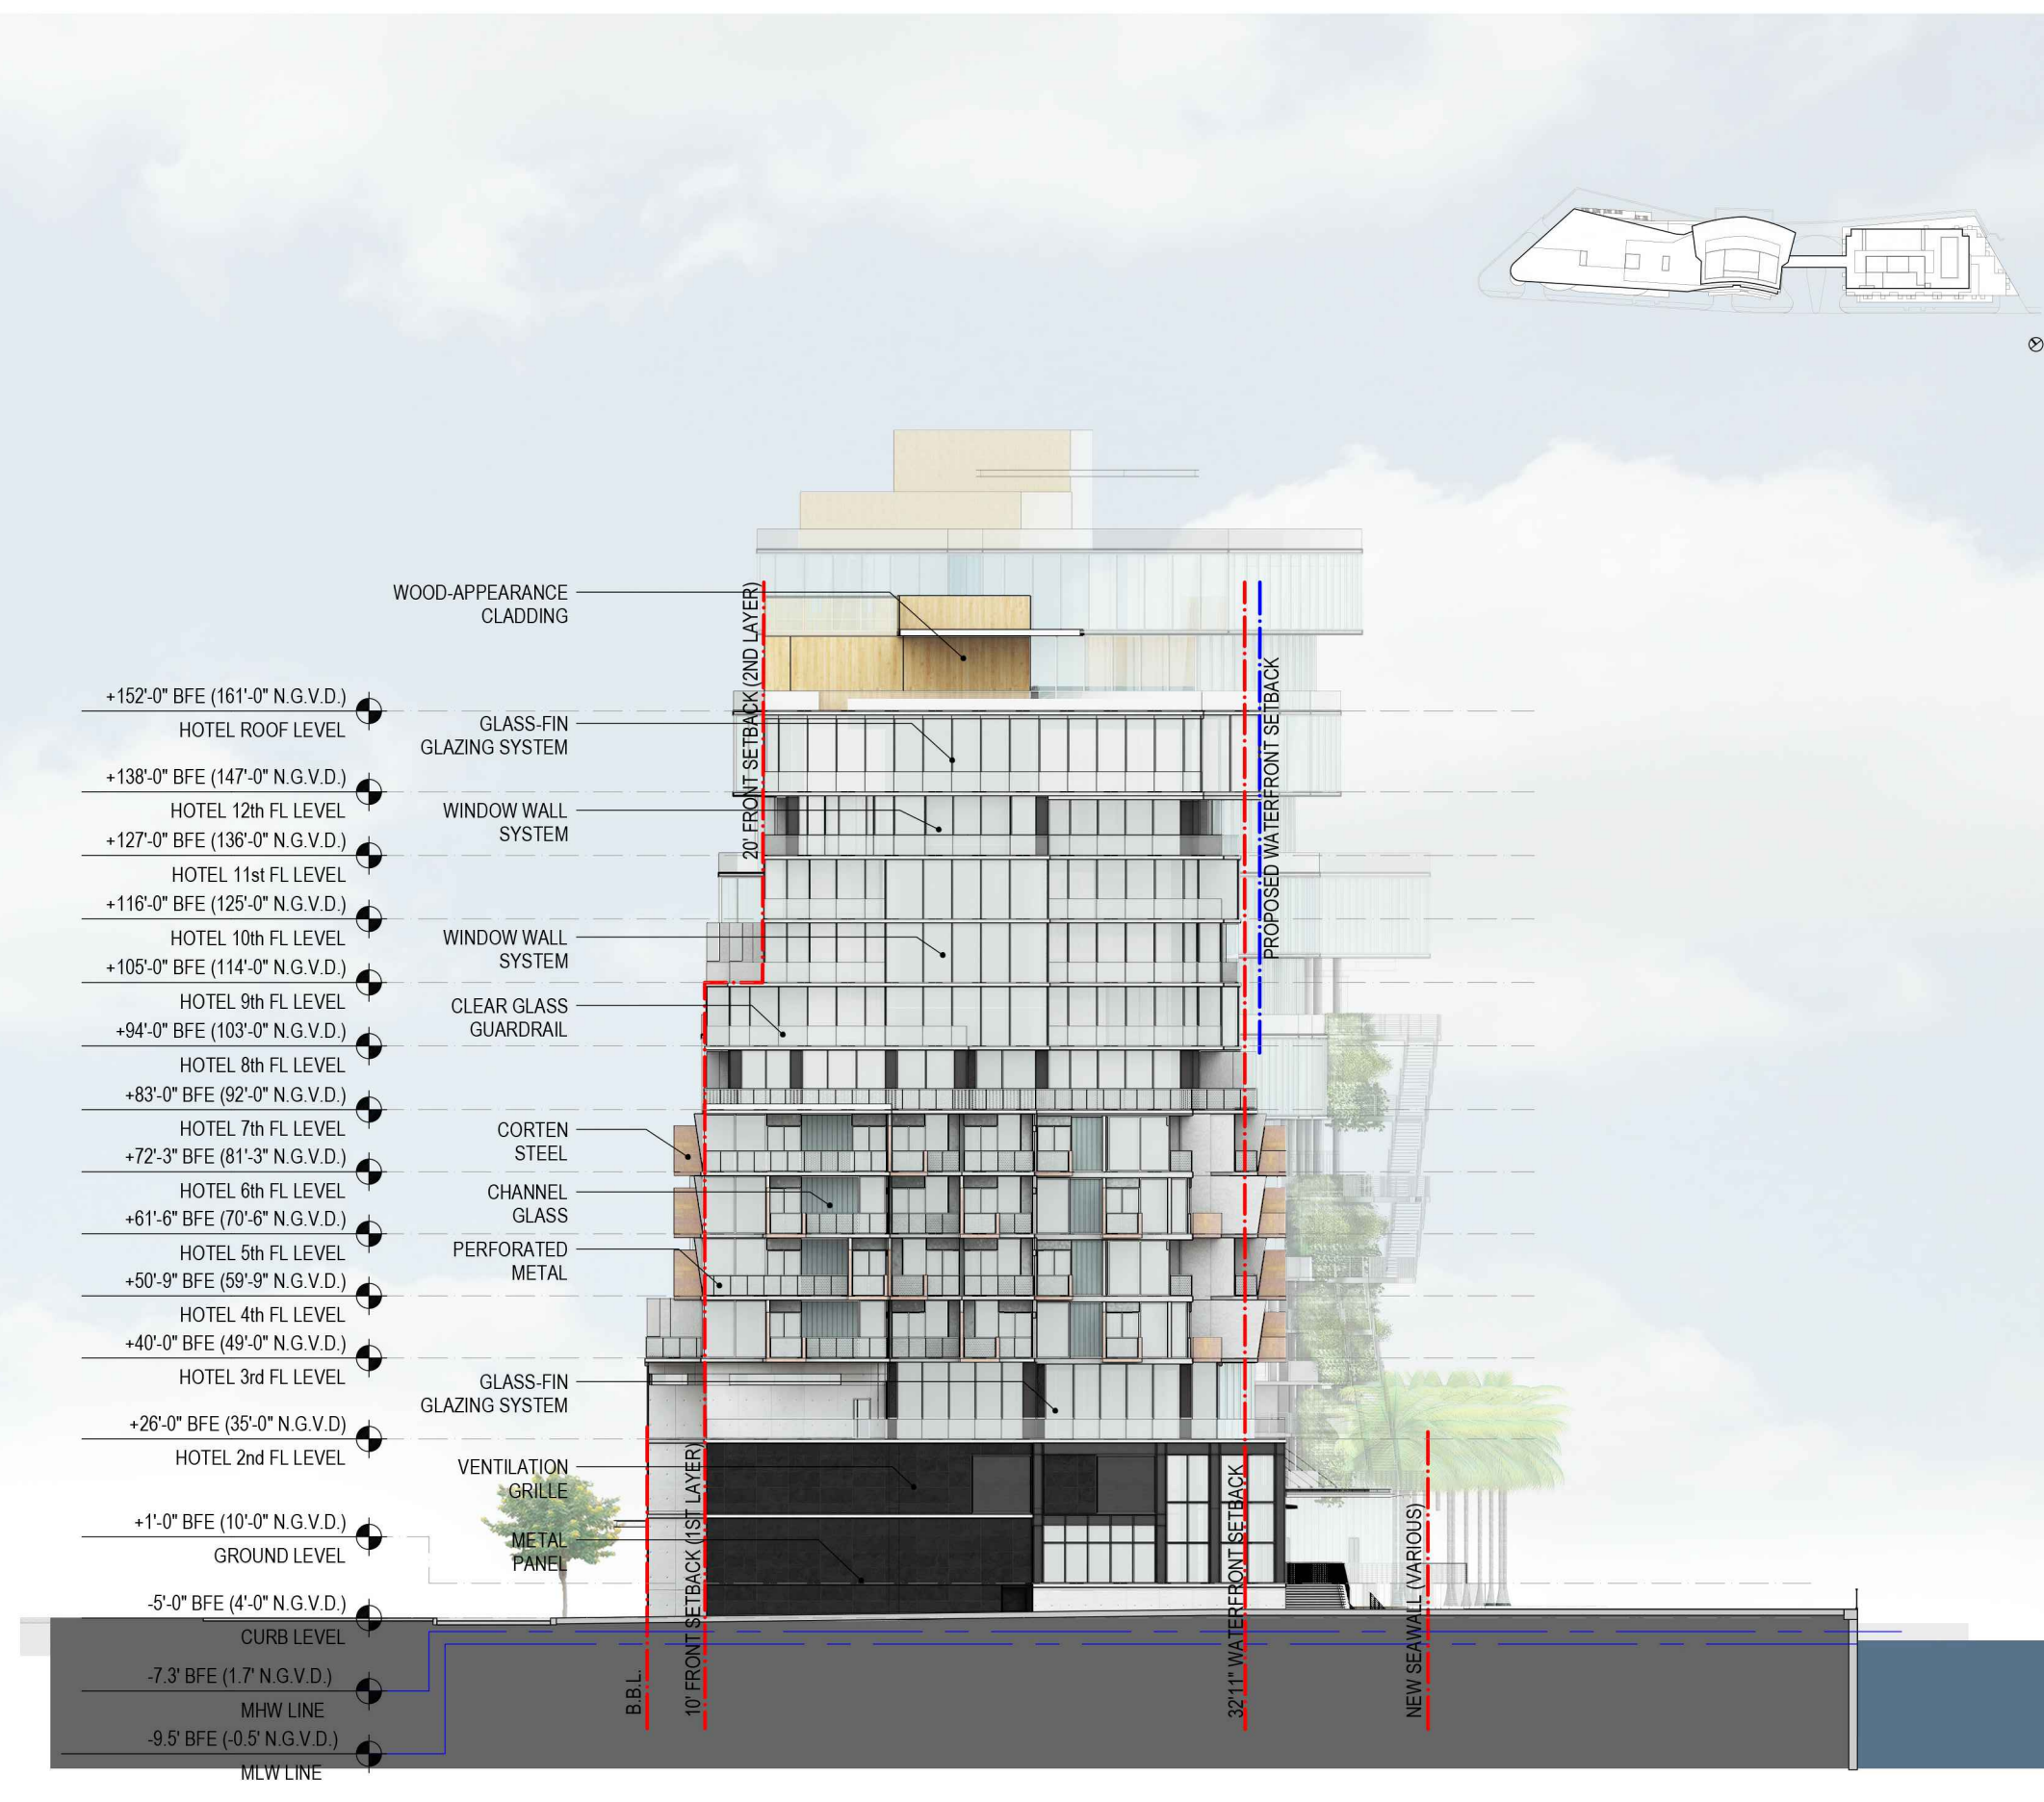 WOOD-APPEARANCE
CLADDING
20' FRONT SETBACK (2ND LAYER)
PROPOSED WATERFRONT SETBACK
+152'-0" BFE (161'-0" N.G.V.D.)
HOTEL ROOF LEVEL
GLASS-FIN
GLAZING SYSTEM
+138'-0" BFE (147'-0" N.G.V.D.)
HOTEL 12th FL LEVEL
WINDOW WALL
SYSTEM
+127'-0" BFE (136'-0" N.G.V.D.)
HOTEL 11st FL LEVEL
+116'-0" BFE (125'-0" N.G.V.D.)
HOTEL 10th FL LEVEL
WINDOW WALL
SYSTEM
+105'-0" BFE (114'-0" N.G.V.D.)
HOTEL 9th FL LEVEL
CLEAR GLASS
GUARDRAIL
+94'-0" BFE (103'-0" N.G.V.D.)
HOTEL 8th FL LEVEL
+83'-0" BFE (92'-0" N.G.V.D.)
HOTEL 7th FL LEVEL
CORTEN
STEEL
+72'-3" BFE (81'-3" N.G.V.D.)
HOTEL 6th FL LEVEL
CHANNEL
GLASS
+61'-6" BFE (70'-6" N.G.V.D.)
HOTEL 5th FL LEVEL
PERFORATED
METAL
+50'-9" BFE (59'-9" N.G.V.D.)
HOTEL 4th FL LEVEL
+40'-0" BFE (49'-0" N.G.V.D.)
HOTEL 3rd FL LEVEL
GLASS-FIN
GLAZING SYSTEM
+26'-0" BFE (35'-0" N.G.V.D)
HOTEL 2nd FL LEVEL
VENTILATION
GRILLE
+1'-0" BFE (10'-0" N.G.V.D.)
GROUND LEVEL
METAL
PANEL
-5'-0" BFE (4'-0" N.G.V.D.)
CURB LEVEL
-7.3' BFE (1.7' N.G.V.D.)
MHW LINE
-9.5' BFE (-0.5' N.G.V.D.)
MLW LINE
B.B.L.
10' FRONT SETBACK (1ST LAYER)
32'11" WATERFRONT SETBACK
NEW SEAWALL (VARIOUS)